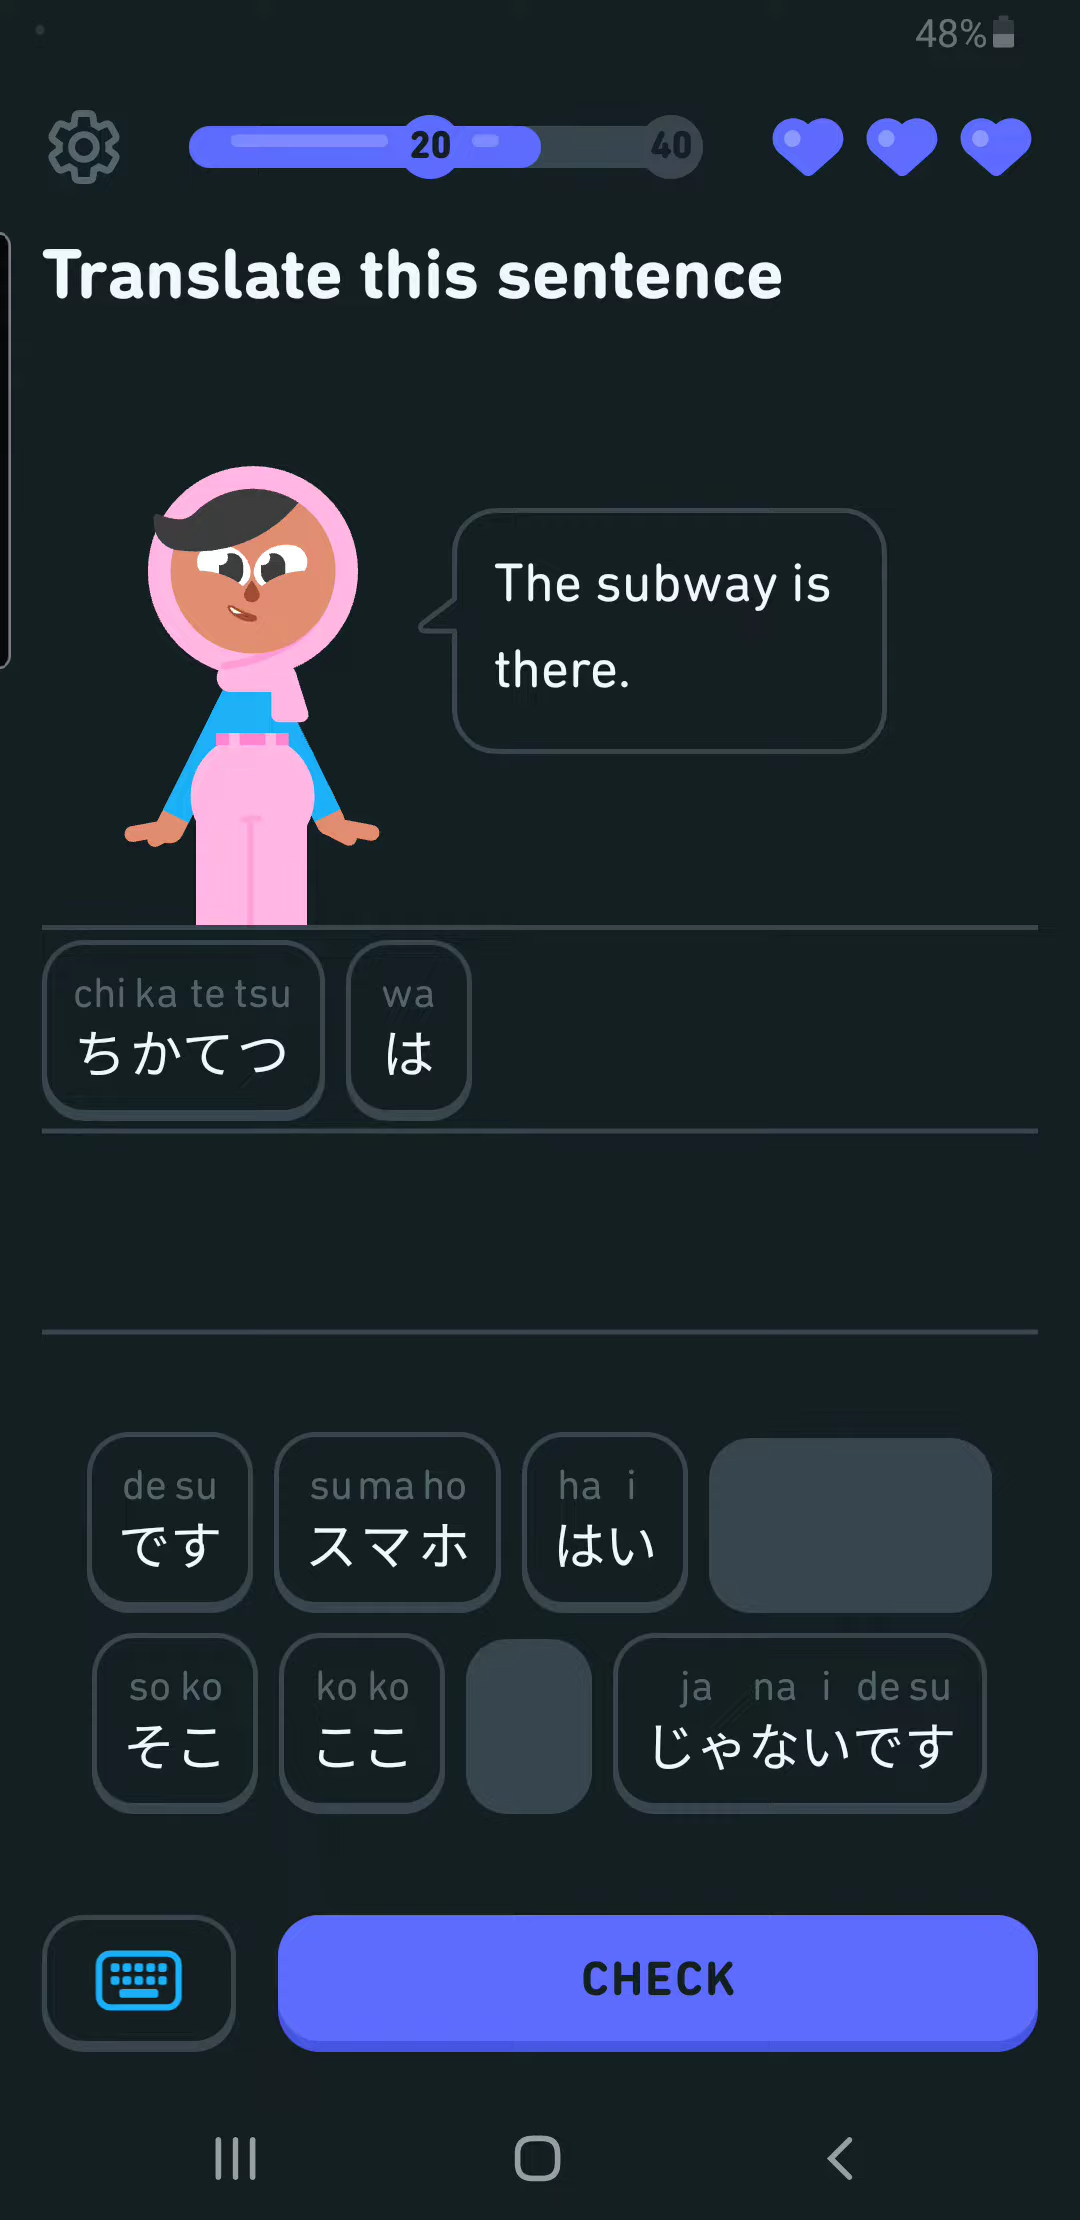 48%
20 40
Translate this sentence
The subway is
there.
chi ka te tsu wa
ちかてつ は
de su su ma ho ha i
です スマホ はい
so ko ko ko ja na i de su
そこ ここ じゃないです
CHECK